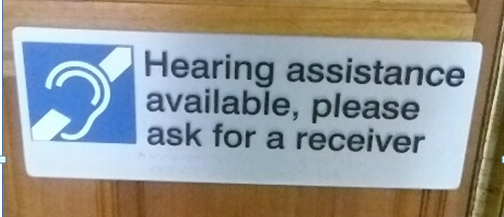 Hearing assistance
available, please
ask for a receiver